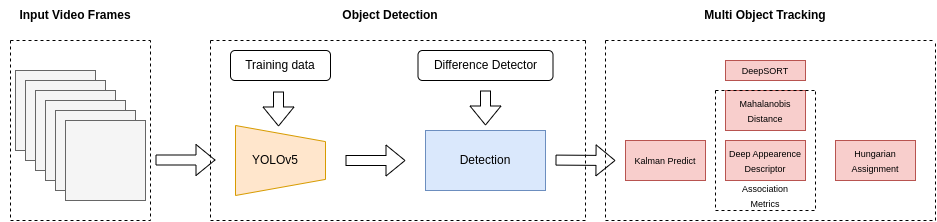 Input Video Frames
Object Detection
Multi Object Tracking
Training data
Difference Detector
YOLOv5
Detection
DeepSORT
Mahalanobis
Distance
Kalman Predict
Deep Appearence
Descriptor
Hungarian
Assignment
Association
Metrics